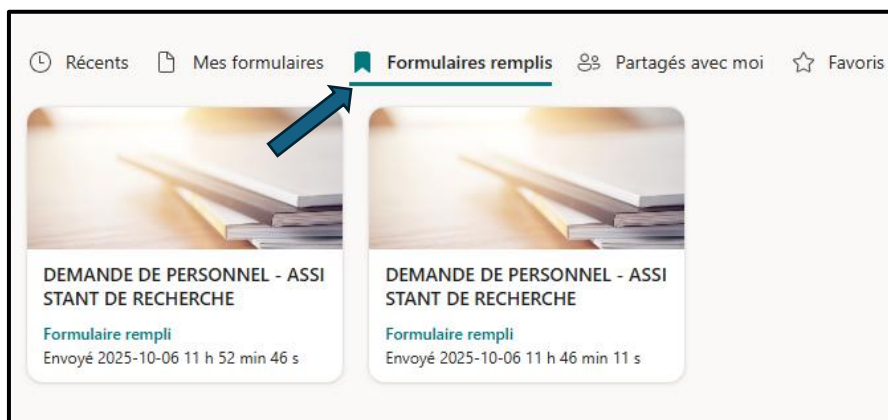 Récents Mes formulaires Formulaires remplis Partagés avec moi Favoris
DEMANDE DE PERSONNEL - ASSI
STANT DE RECHERCHE
Formulaire rempli
Envoyé 2025-10-06 11 h 52 min 46 s
DEMANDE DE PERSONNEL - ASSI
STANT DE RECHERCHE
Formulaire rempli
Envoyé 2025-10-06 11 h 46 min 11 s